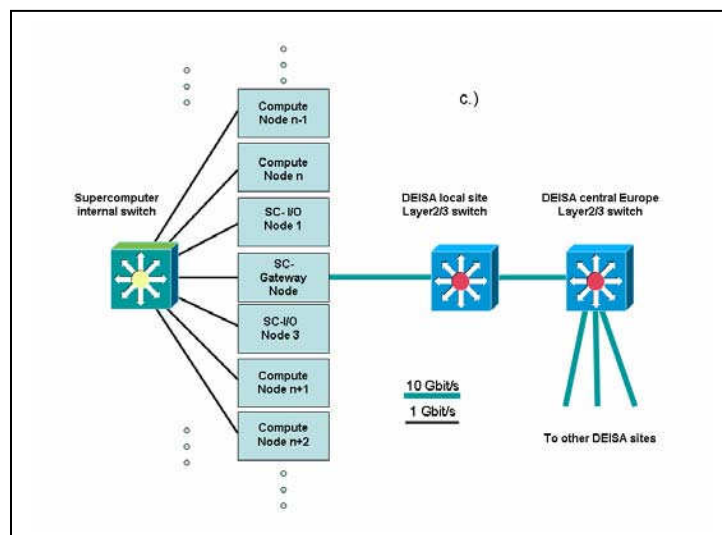 c.)
Compute
Node n-1
Compute
Node n
SC- I/O
Node 1
SC-
Gateway
Node
SC-I/O
Node 3
Compute
Node n+1
Compute
Node n+2
Supercomputer
internal switch
DEISA local site
Layer2/3 switch
DEISA central Europe
Layer2/3 switch
10 Gbit/s
1 Gbit/s
To other DEISA sites